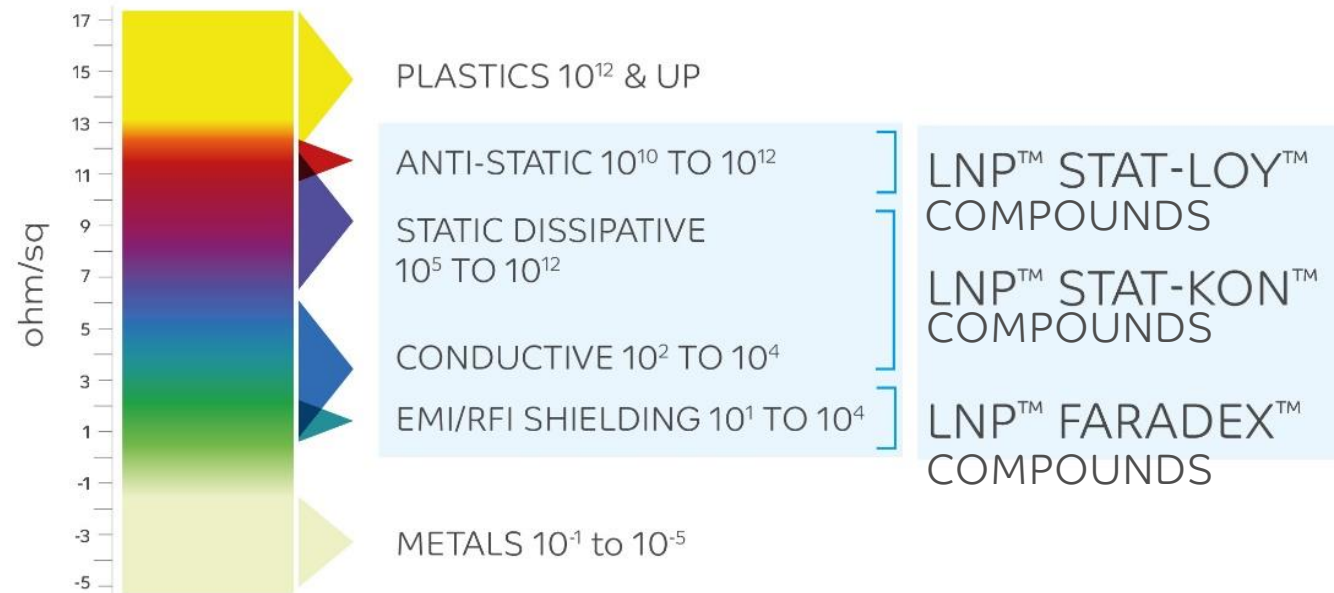 ohm/sq
17
15
13
11
9
7
5
3
1
-1
-3
-5
PLASTICS 10¹² & UP
ANTI-STATIC 10¹⁰ TO 10¹²
STATIC DISSIPATIVE
10⁵ TO 10¹²
CONDUCTIVE 10² TO 10⁴
EMI/RFI SHIELDING 10¹ TO 10⁴
METALS 10⁻¹ to 10⁻⁵
LNP™ STAT-LOY™
COMPOUNDS
LNP™ STAT-KON™
COMPOUNDS
LNP™ FARADEX™
COMPOUNDS